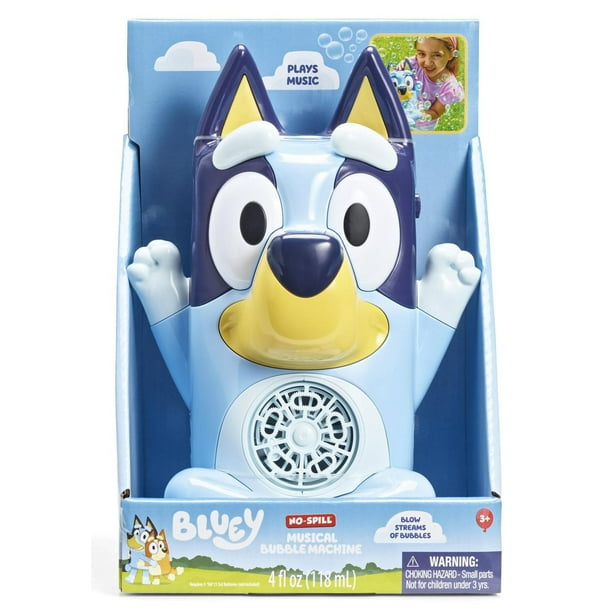 PLAYS
MUSIC
BLUEY
NO-SPILL
MUSICAL
BUBBLE MACHINE
BLOW
STREAMS
OF BUBBLES
3+
4 fl oz (118 mL)
WARNING:
CHOKING HAZARD - Small parts
Not for children under 3 yrs.